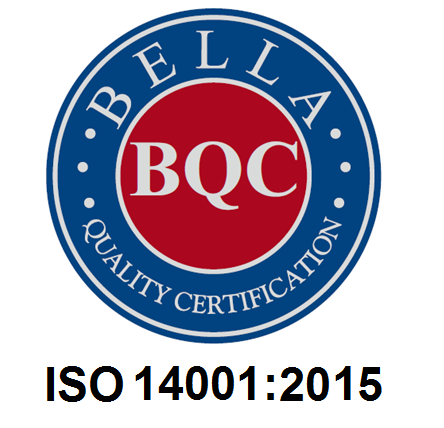 BELLA
BQC
QUALITY CERTIFICATION
ISO 14001:2015